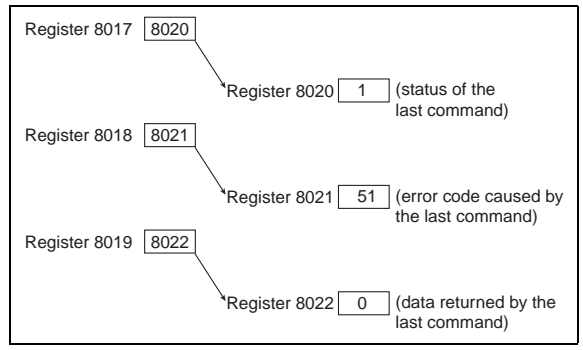 Register 8017 8020
Register 8020 1 (status of the
last command)
Register 8018 8021
Register 8021 51 (error code caused by
the last command)
Register 8019 8022
Register 8022 0 (data returned by the
last command)